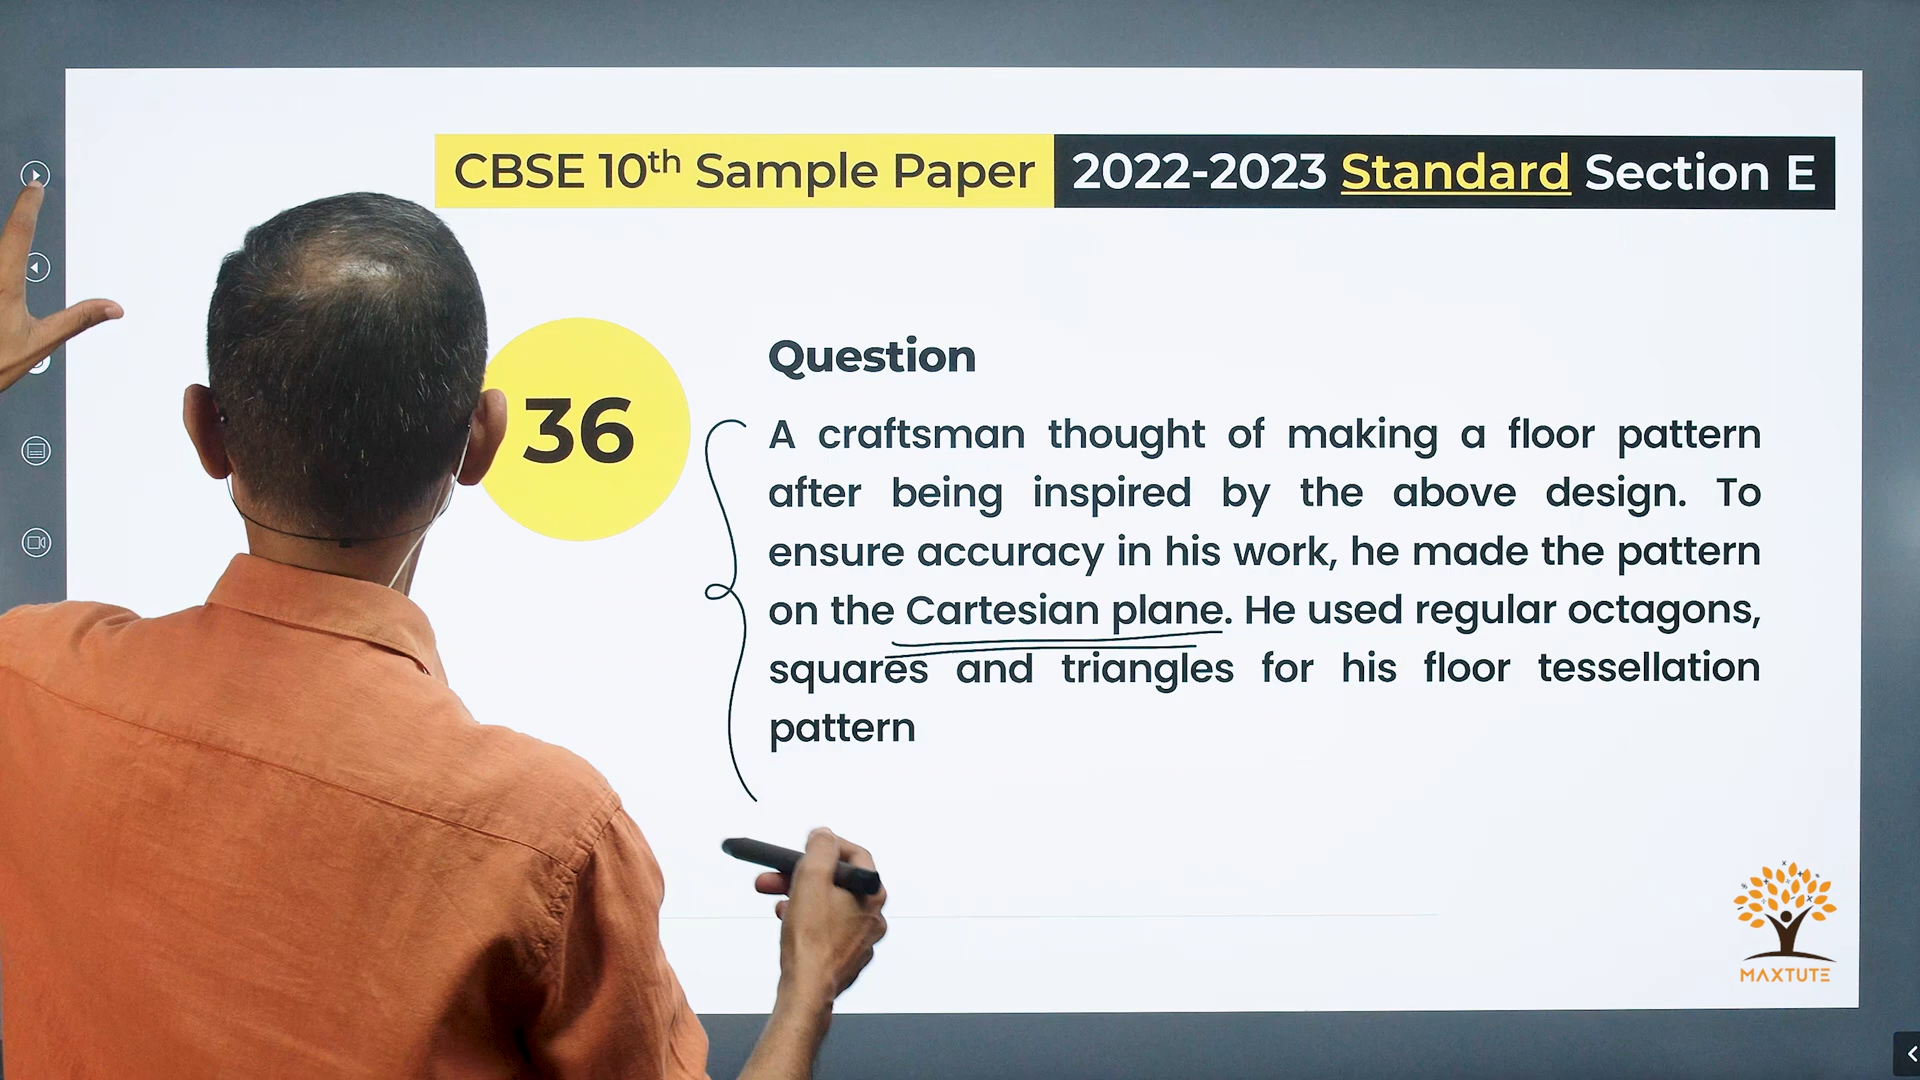 CBSE 10th Sample Paper 2022-2023 Standard Section E
36
Question
A craftsman thought of making a floor pattern
after being inspired by the above design. To
ensure accuracy in his work, he made the pattern
on the Cartesian plane. He used regular octagons,
squares and triangles for his floor tessellation
pattern
MAXTUTE